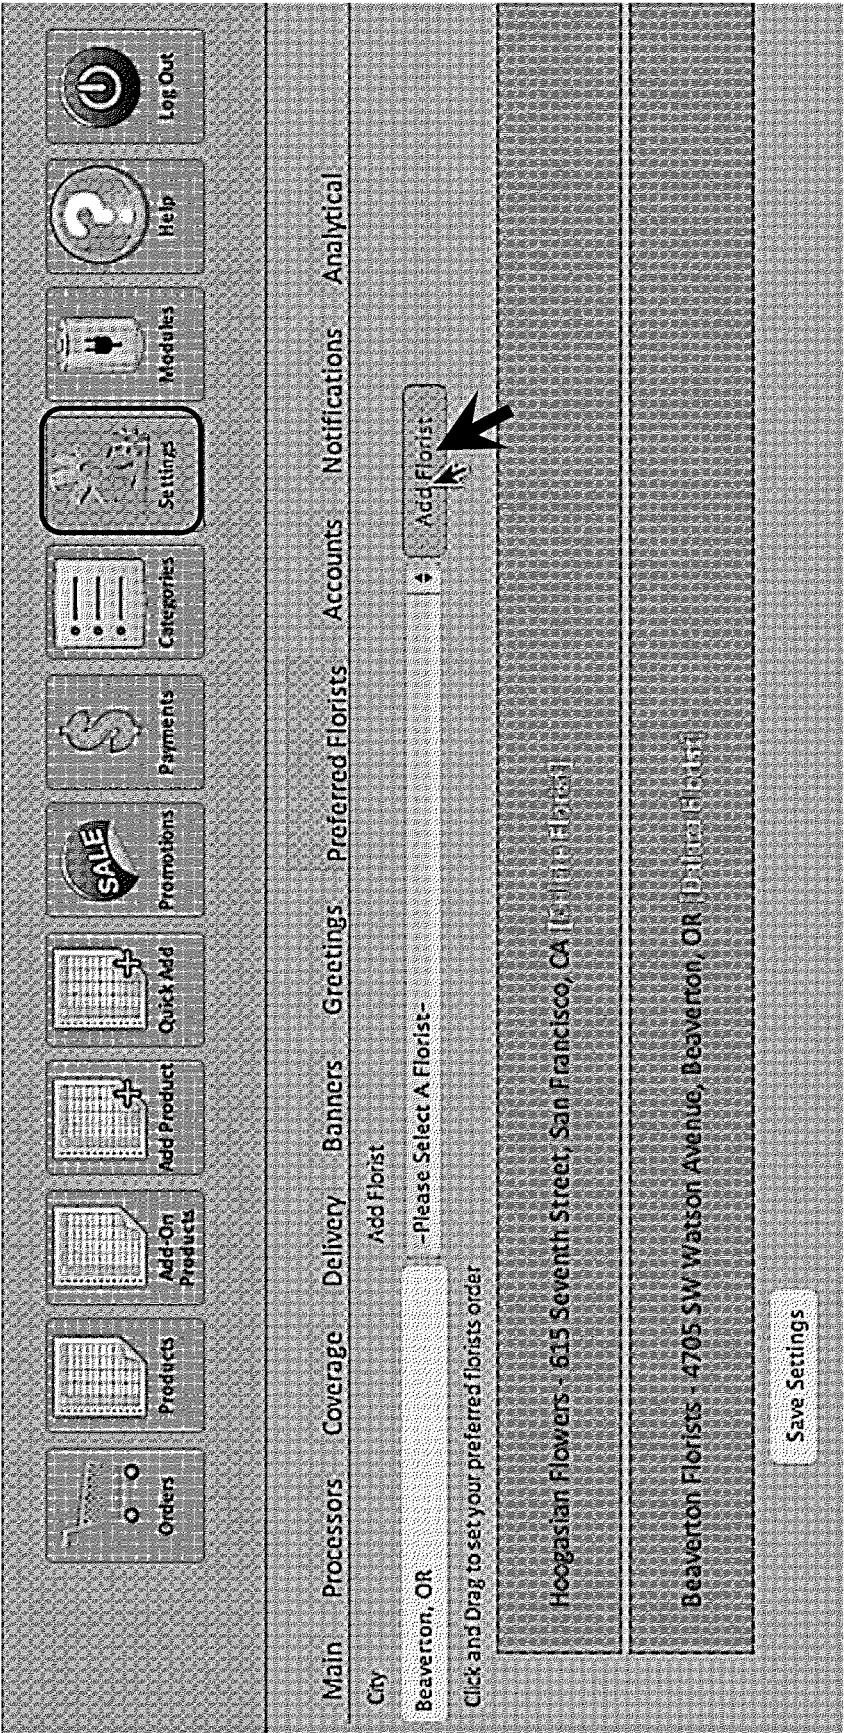 Orders
Products
Add-On
Products
Add Product
Quick Add
SALE
Promotions
Payments
Categories
Settings
Modules
Help
Log Out
Main Processors Coverage Delivery Banners Greetings Preferred Florists Accounts Notifications Analytical
City Add Florist
Beaverton, OR -Please Select A Florist- Add Florist
Click and Drag to set your preferred florists order
Hoogasian Flowers - 615 Seventh Street, San Francisco, CA
Beaverton Florists - 4705 SW Watson Avenue, Beaverton, OR
Save Settings